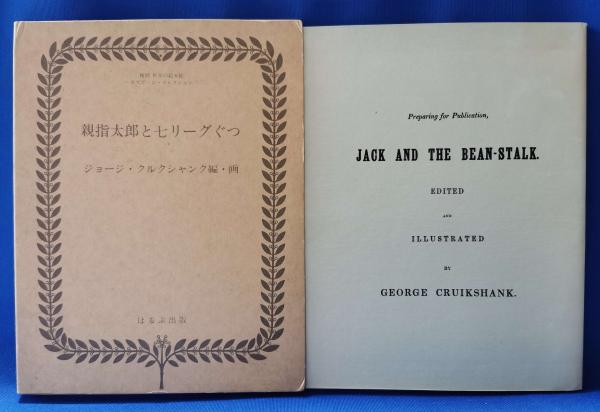 親指太郎と七リーグぐつ
ジョージ・クルクシャンク編・画
ほるぷ出版
Preparing for Publication,
JACK AND THE BEAN-STALK.
EDITED
AND
ILLUSTRATED
BY
GEORGE CRUIKSHANK.